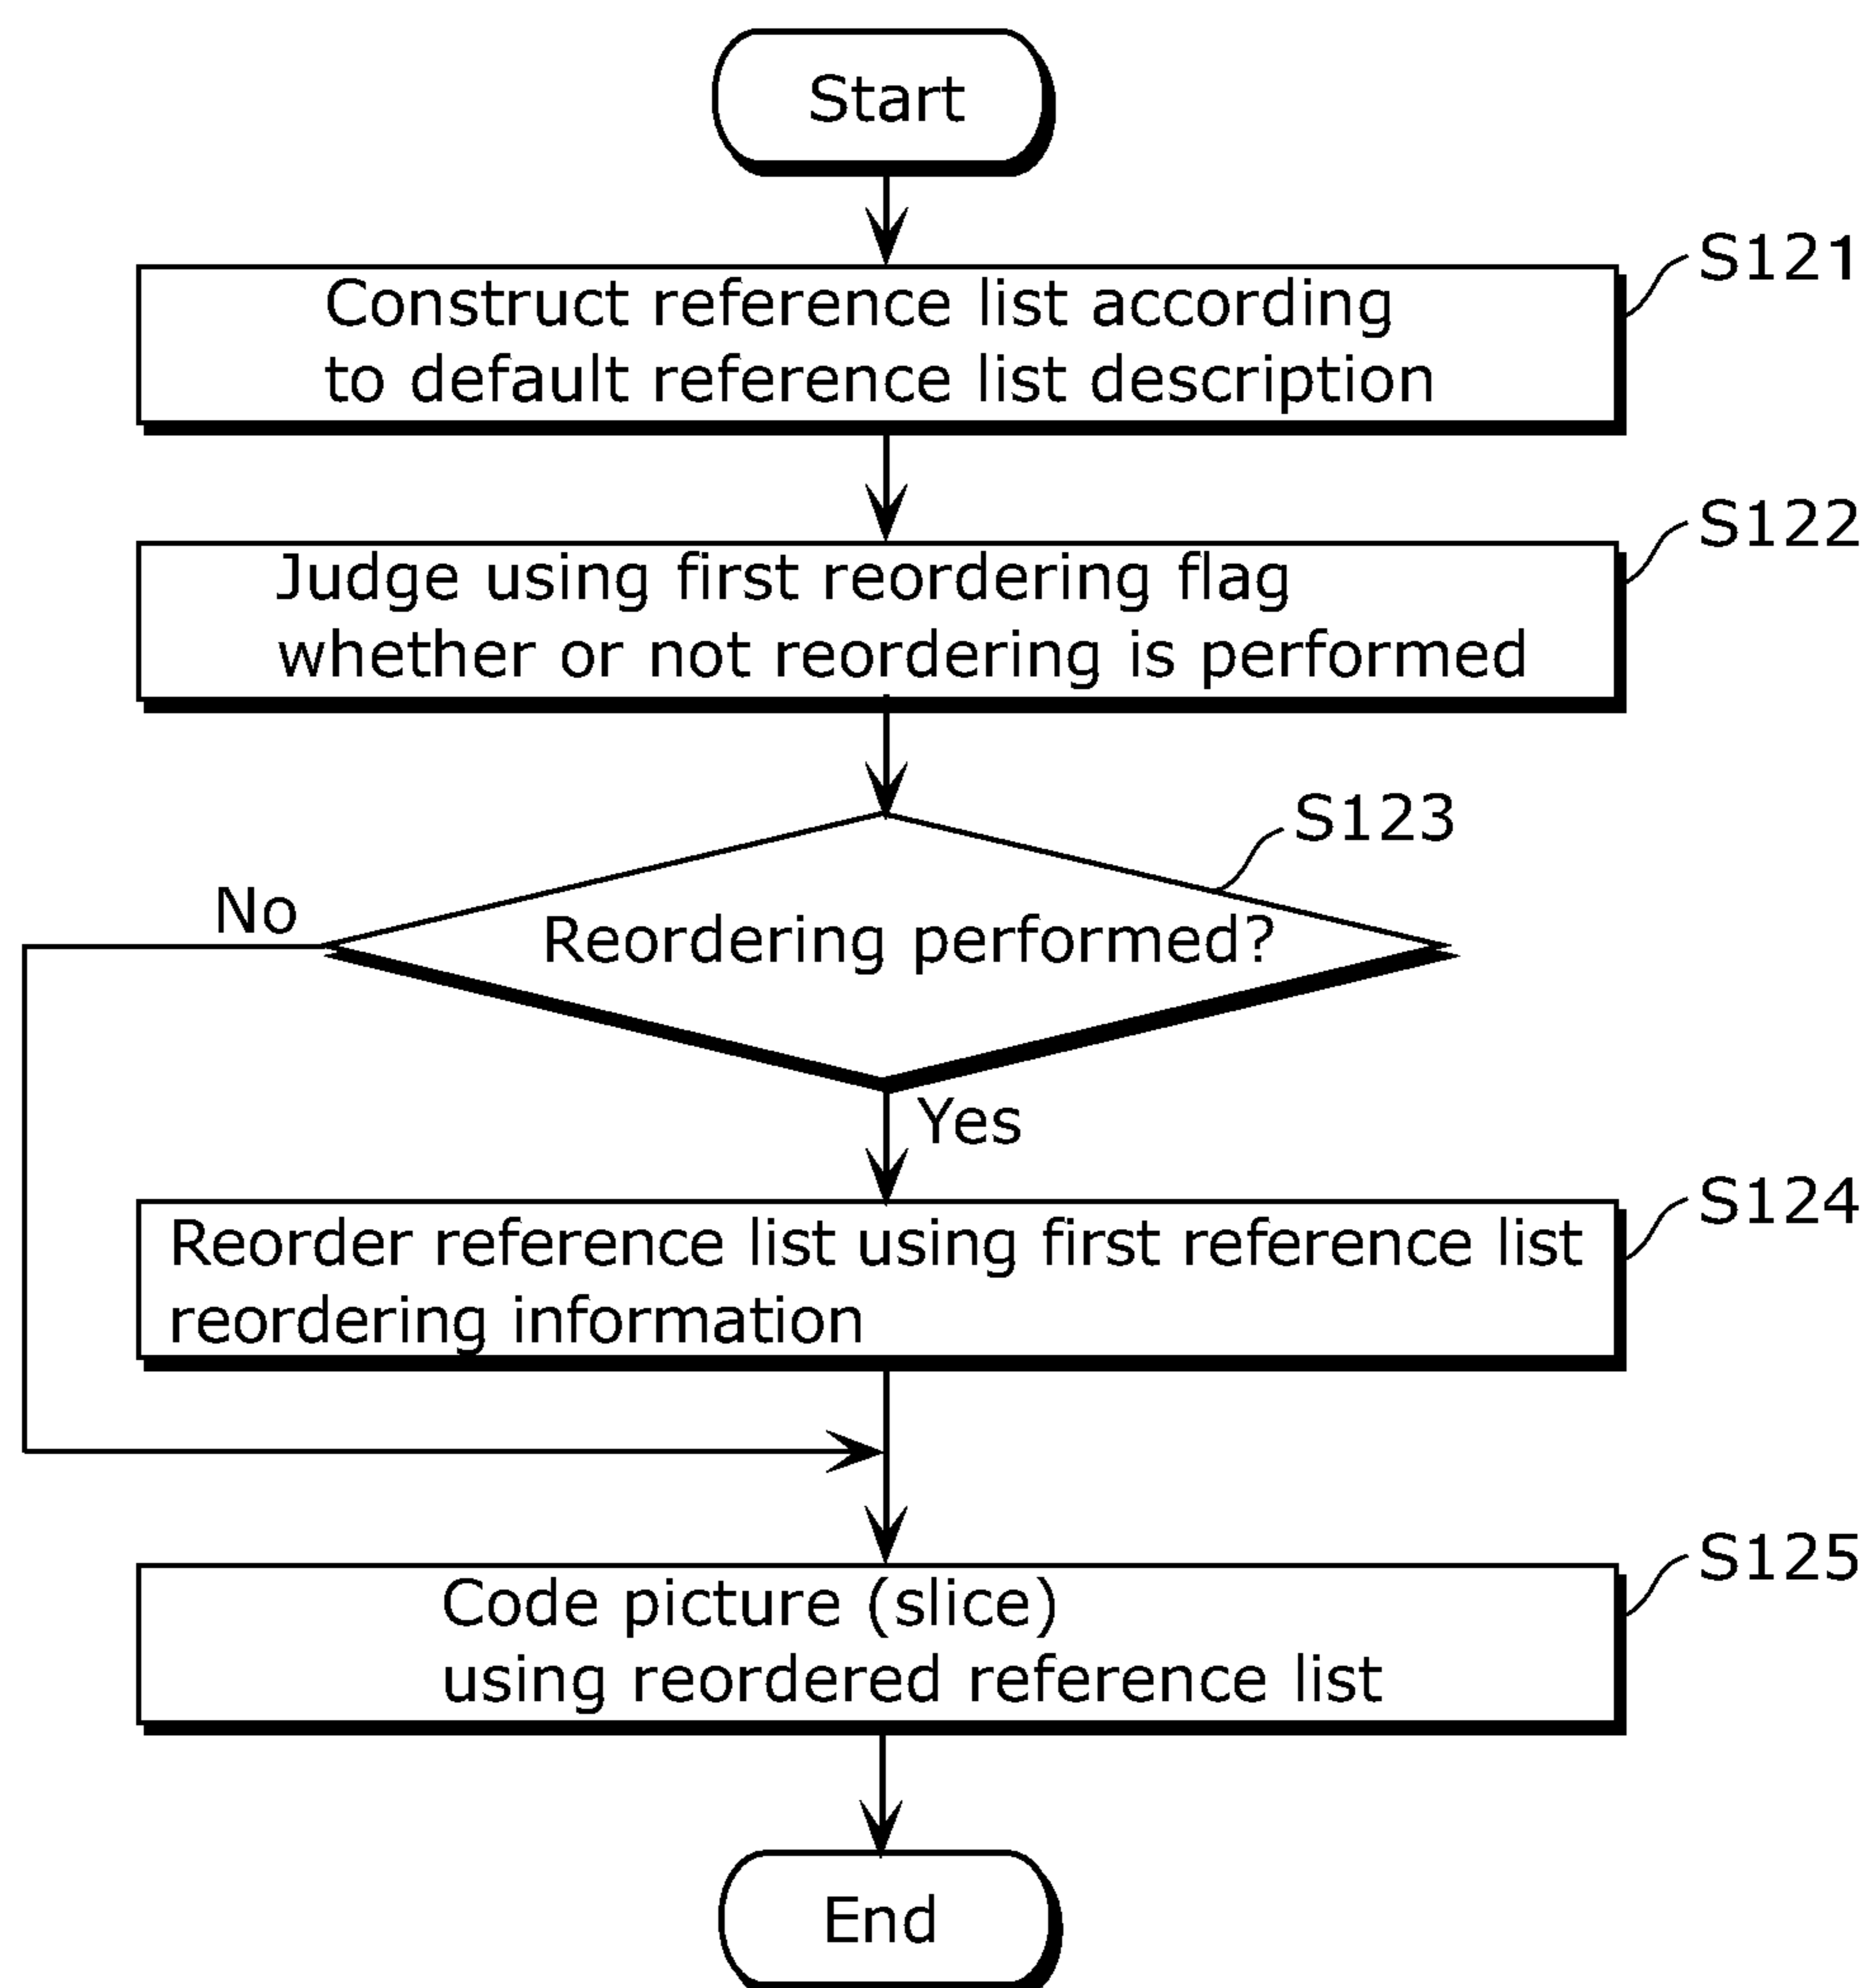 Start
S121
Construct reference list according
to default reference list description
S122
Judge using first reordering flag
whether or not reordering is performed
S123
No
Reordering performed?
Yes
S124
Reorder reference list using first reference list
reordering information
S125
Code picture (slice)
using reordered reference list
End